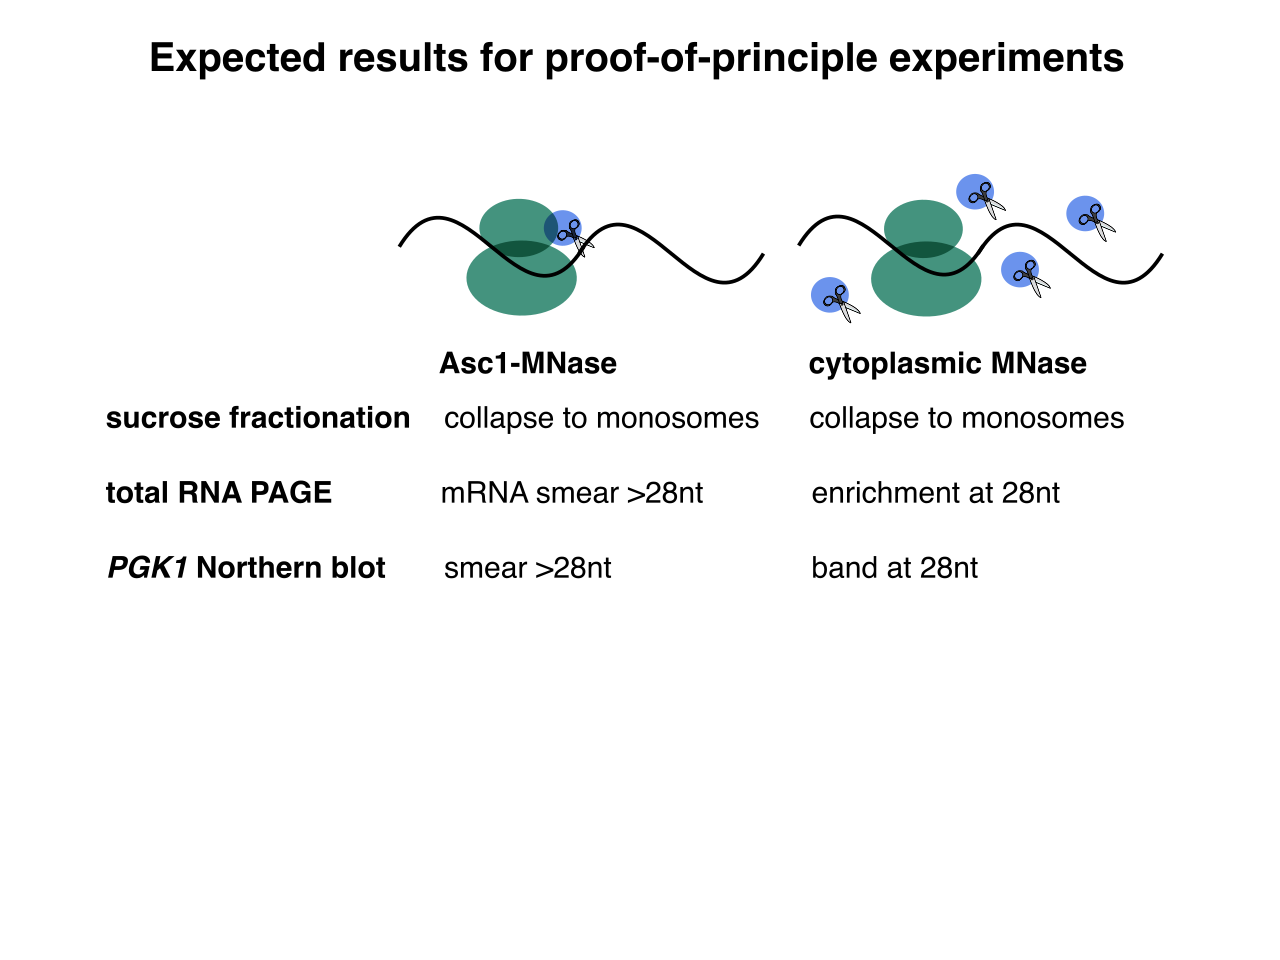 Expected results for proof-of-principle experiments
Asc1-MNase cytoplasmic MNase
sucrose fractionation collapse to monosomes collapse to monosomes
total RNA PAGE mRNA smear >28nt enrichment at 28nt
PGK1 Northern blot smear >28nt band at 28nt